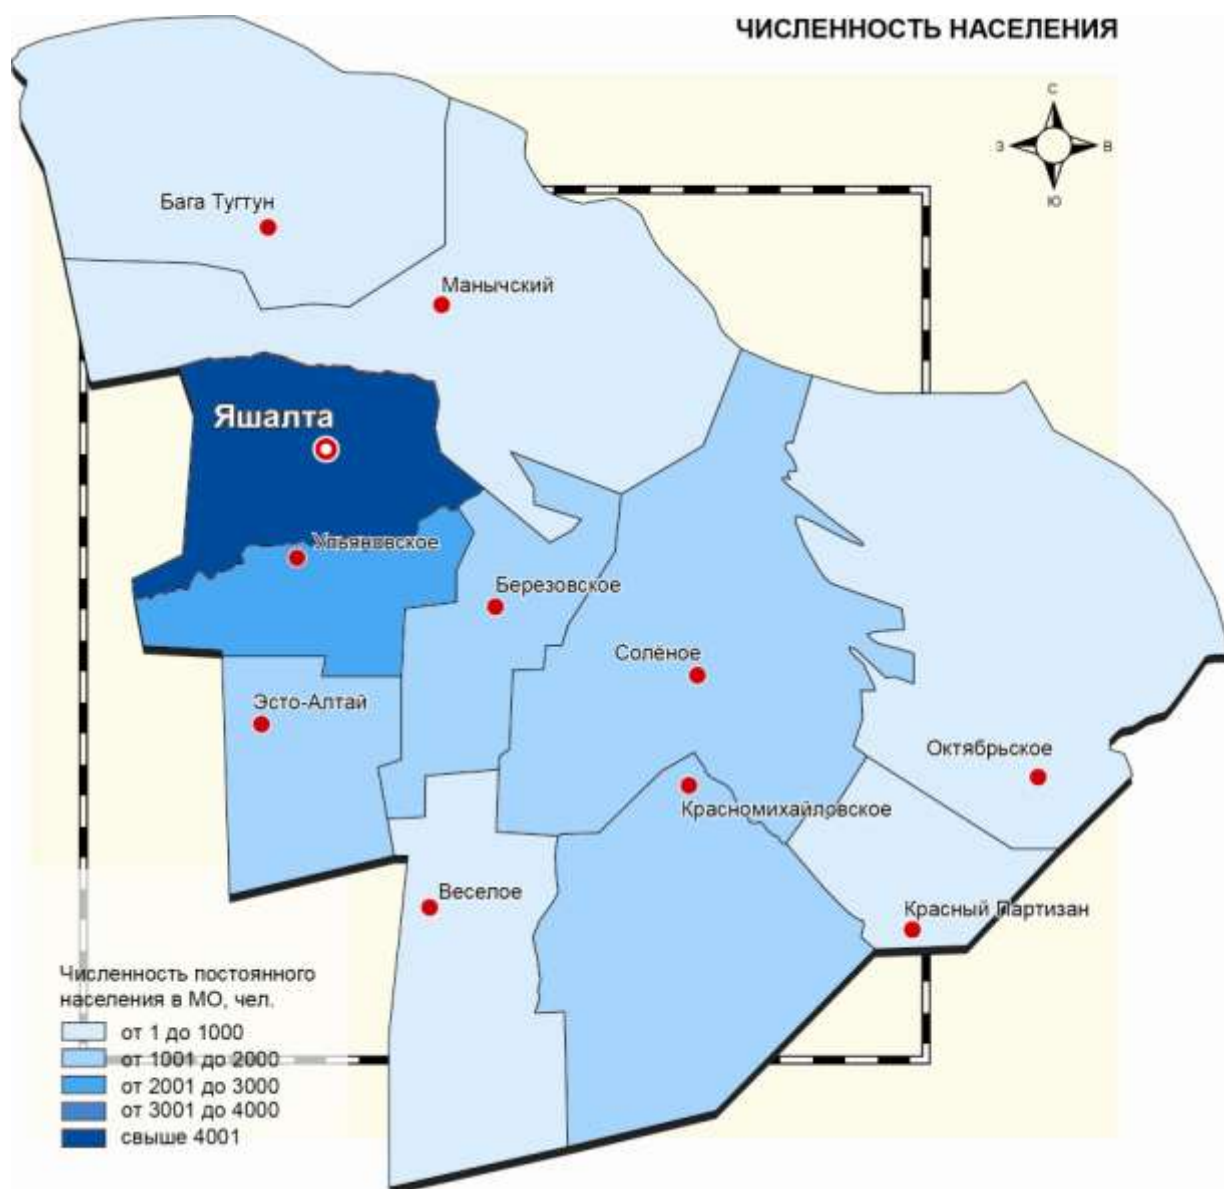 ЧИСЛЕННОСТЬ НАСЕЛЕНИЯ
С
З
В
Ю
Бага Тугтун
Манычский
Яшалта
Ульяновское
Березовское
Солёное
Эсто-Алтай
Октябрьское
Красномихайловское
Веселое
Красный Партизан
Численность постоянного
населения в МО, чел.
от 1 до 1000
от 1001 до 2000
от 2001 до 3000
от 3001 до 4000
свыше 4001